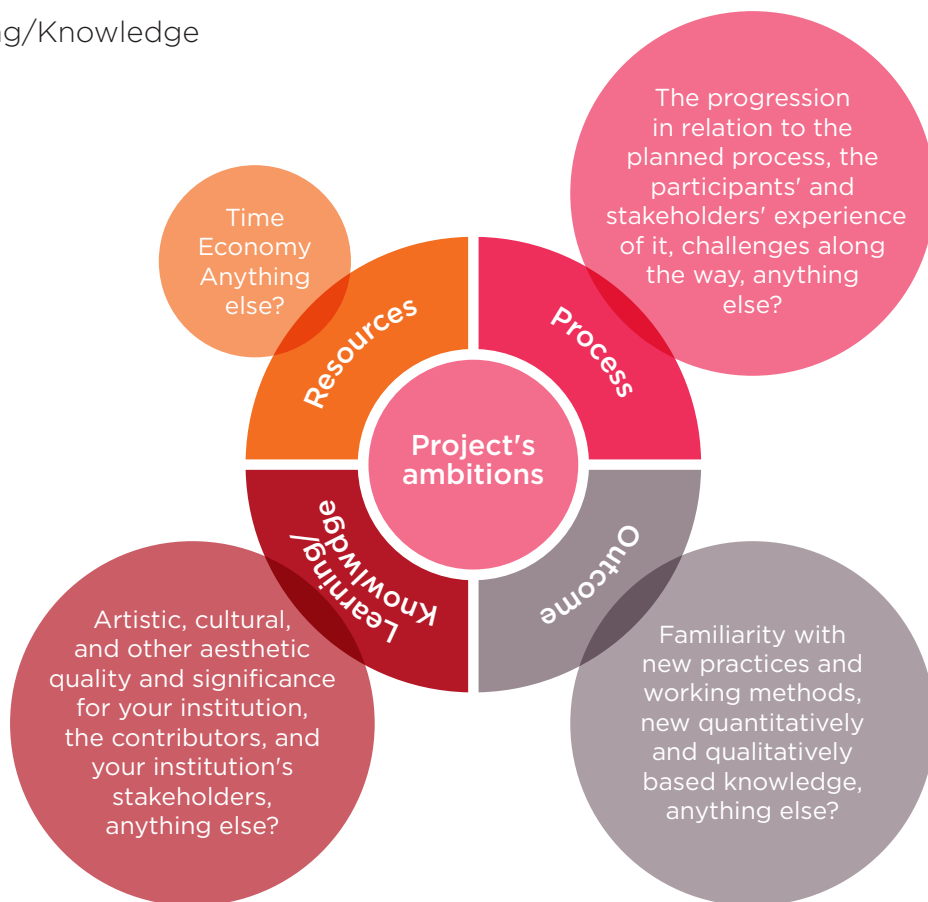 ng/Knowledge
The progression
in relation to the
planned process, the
participants' and
stakeholders' experience
of it, challenges along
the way, anything
else?
Time
Economy
Anything
else?
Resources
Process
Project's
ambitions
Learning/
Knowlwdge
Outcome
Artistic, cultural,
and other aesthetic
quality and significance
for your institution,
the contributors, and
your institution's
stakeholders,
anything else?
Familiarity with
new practices and
working methods,
new quantitatively
and qualitatively
based knowledge,
anything else?